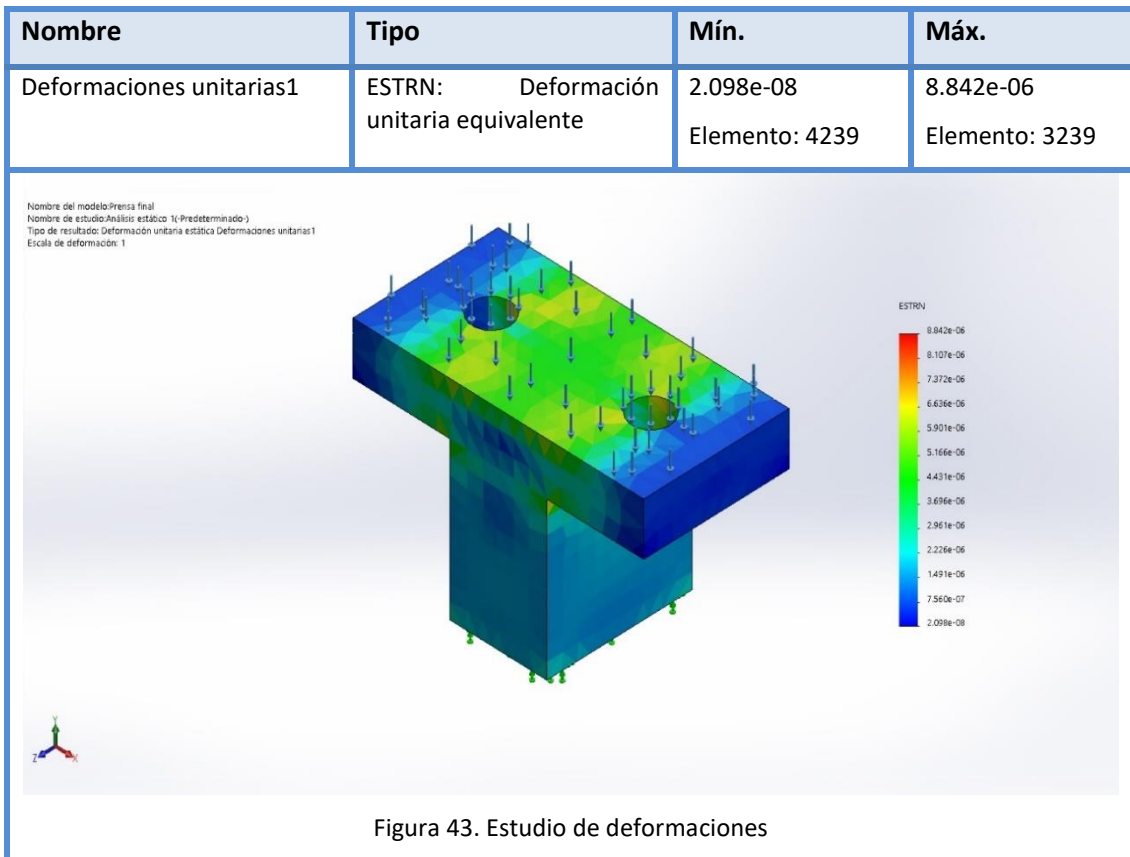 Nombre Tipo Mín. Máx.
Deformaciones unitarias1 ESTRN: Deformación 2.098e-08 8.842e-06
unitaria equivalente
Elemento: 4239 Elemento: 3239
Nombre del modelo:Prensa final
Nombre de estudio:Análisis estático 1(-Predeterminado-)
Tipo de resultado: Deformación unitaria estática Deformaciones unitarias1
Escala de deformación: 1
ESTRN
8.842e-06
8.107e-06
7.372e-06
6.636e-06
5.901e-06
5.166e-06
4.431e-06
3.696e-06
2.961e-06
2.226e-06
1.491e-06
7.560e-07
2.098e-08
Y
Z X
Figura 43. Estudio de deformaciones